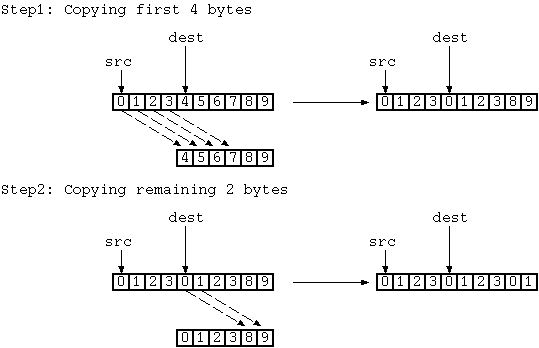 Step1: Copying first 4 bytes
dest
dest
src
src
0 1 2 3 4 5 6 7 8 9
0 1 2 3 0 1 2 3 8 9
4 5 6 7 8 9
Step2: Copying remaining 2 bytes
dest
dest
src
src
0 1 2 3 0 1 2 3 8 9
0 1 2 3 0 1 2 3 0 1
0 1 2 3 8 9